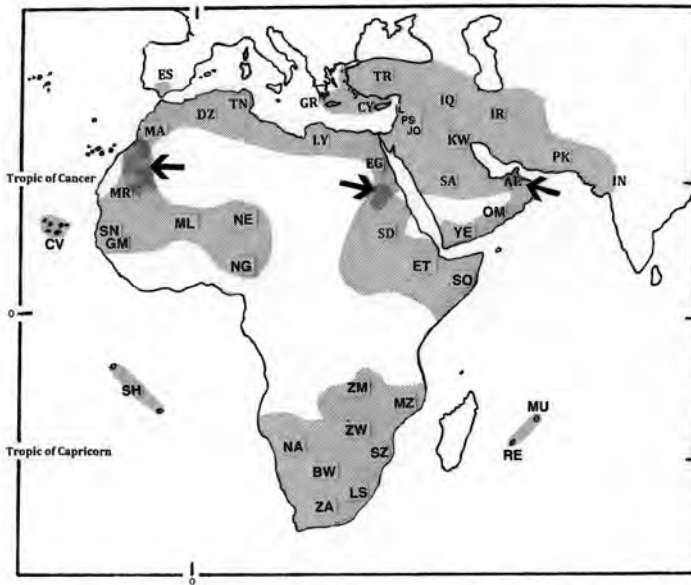 ES
TR
GR
CY
IL
PS
JO
IQ
IR
TN
DZ
MA
LY
KW
EG
PK
Tropic of Cancer
MR
SA
AE
IN
OM
CV
SN
GM
ML
NE
SD
YE
NG
ET
SO
0
SH
ZM
MZ
MU
ZW
NA
SZ
RE
Tropic of Capricorn
BW
LS
ZA
0